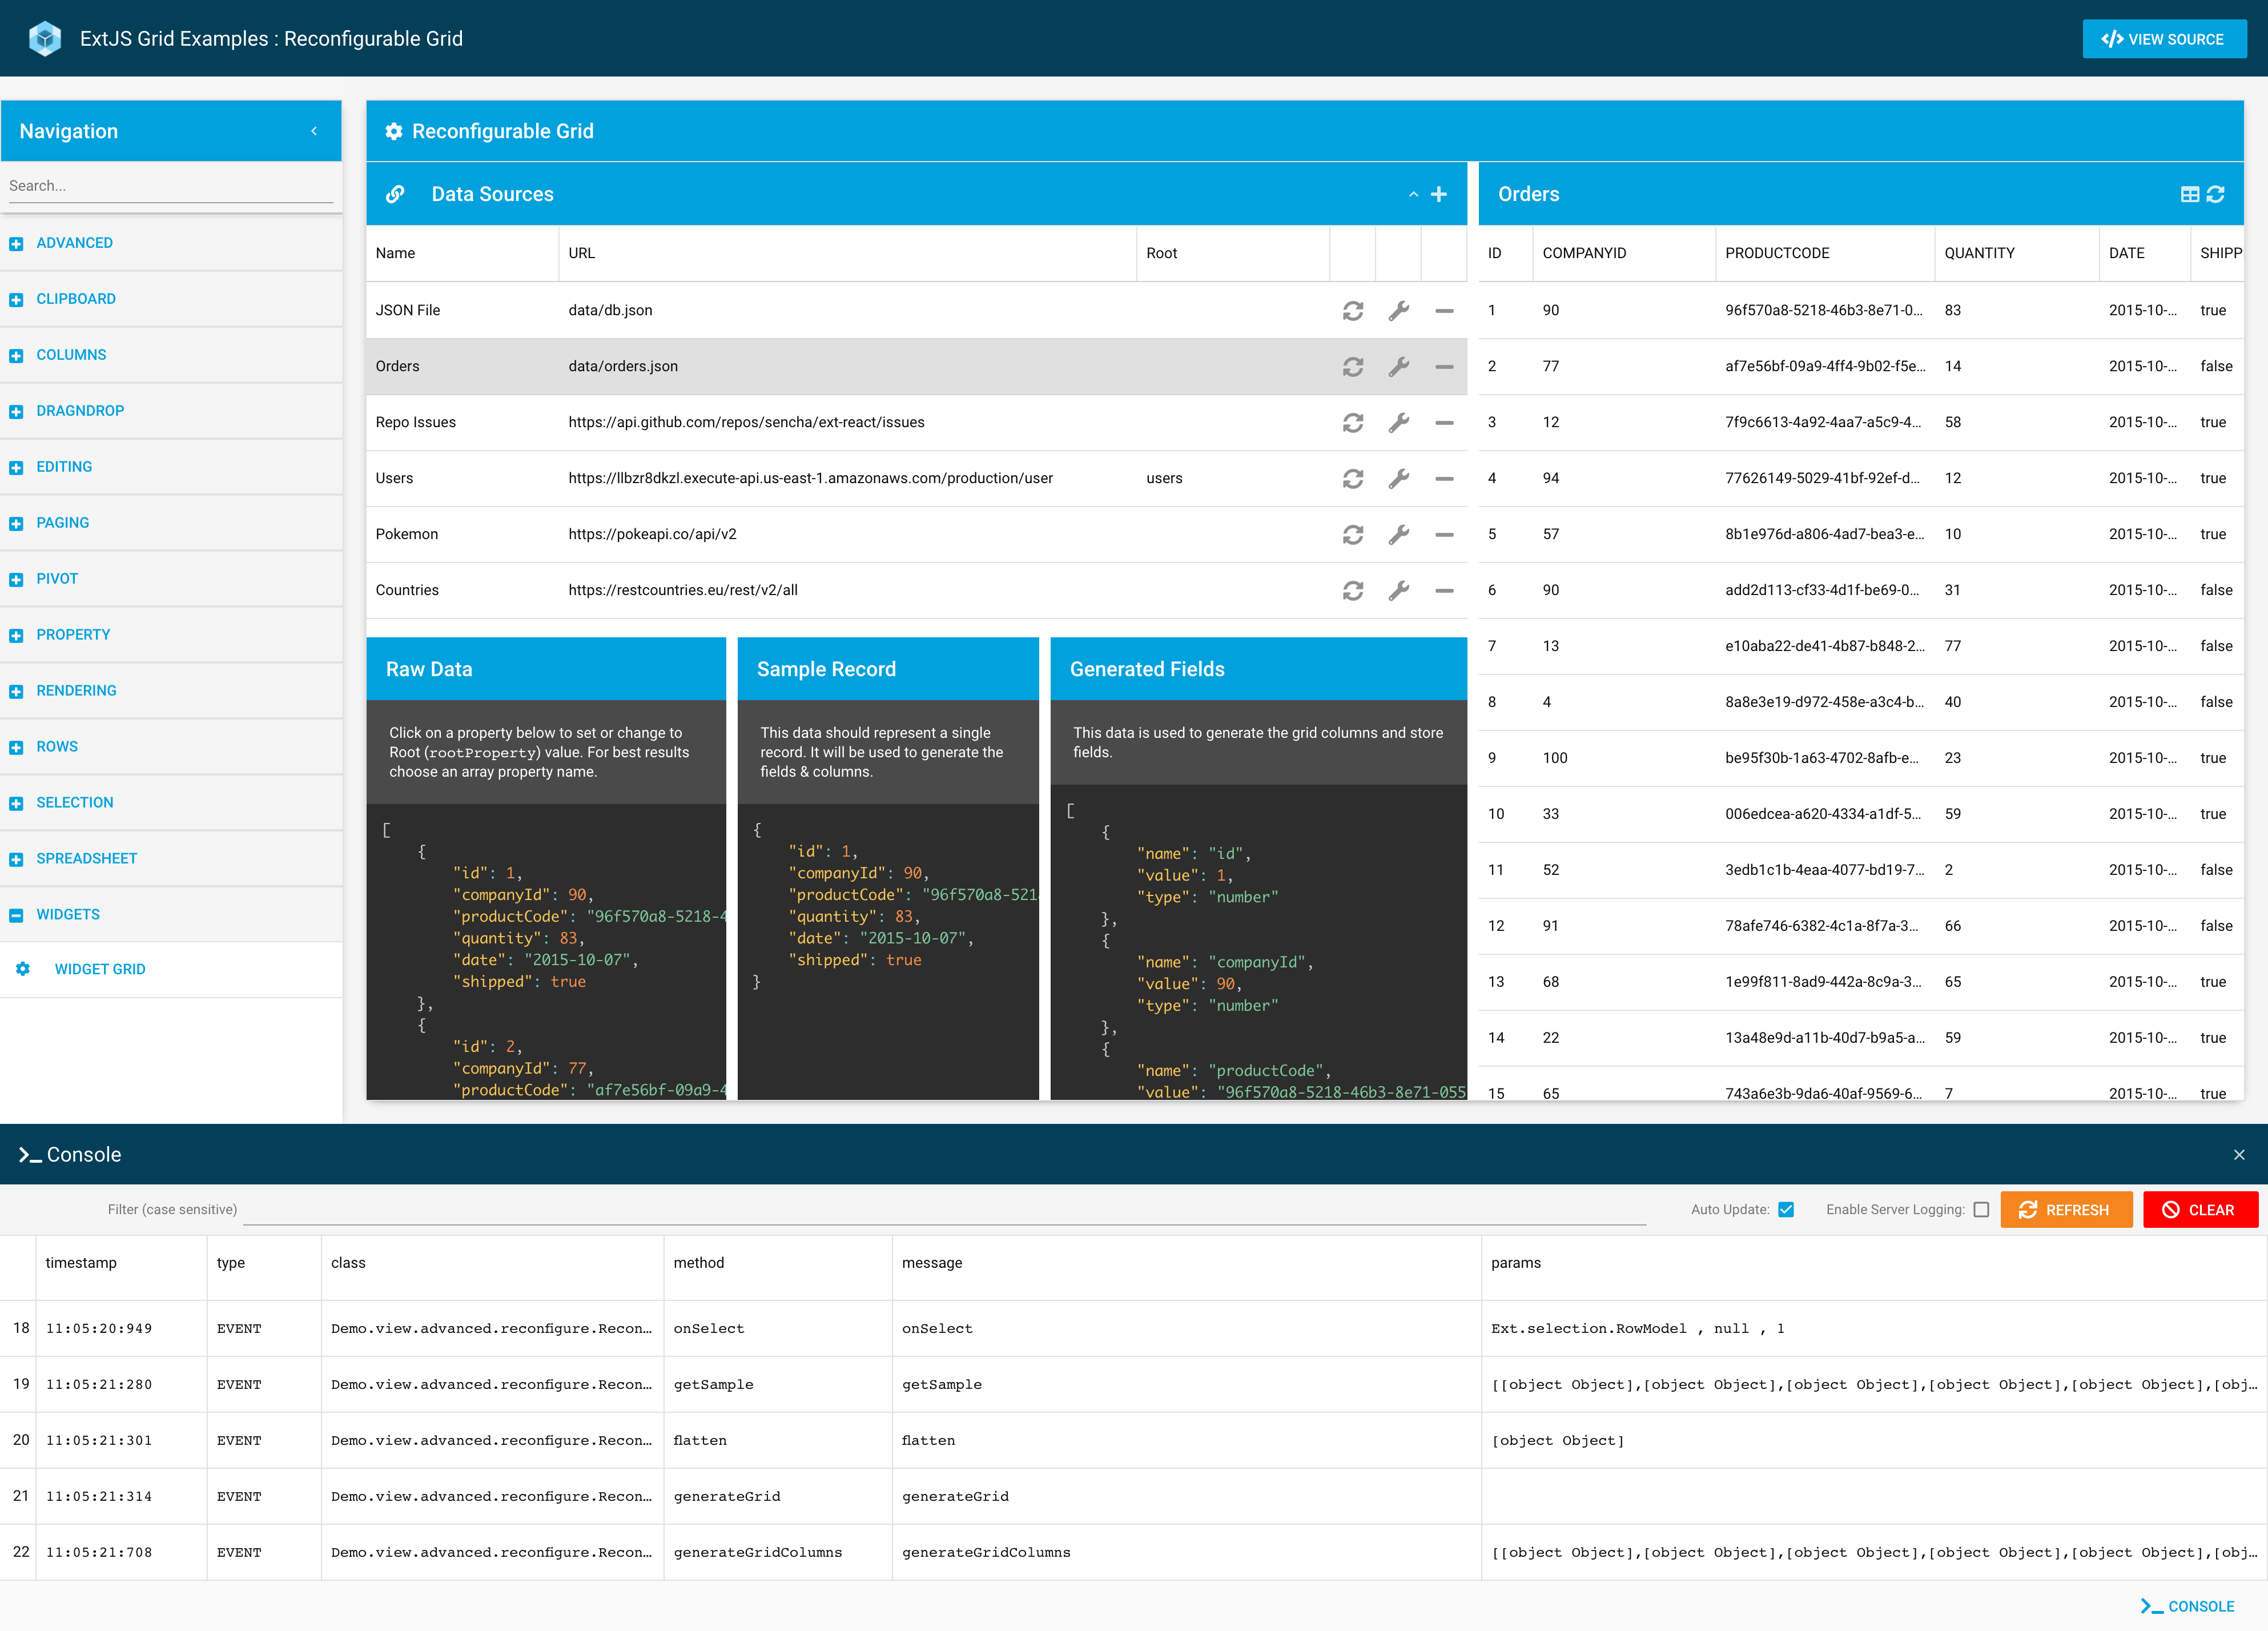 ExtJS Grid Examples : Reconfigurable Grid
VIEW SOURCE
Navigation
Search...
ADVANCED
CLIPBOARD
COLUMNS
DRAGNDROP
EDITING
PAGING
PIVOT
PROPERTY
RENDERING
ROWS
SELECTION
SPREADSHEET
WIDGETS
WIDGET GRID
Reconfigurable Grid
Data Sources
Name URL Root
JSON File data/db.json
Orders data/orders.json
Repo Issues https://api.github.com/repos/sencha/ext-react/issues
Users https://llbzr8dkzl.execute-api.us-east-1.amazonaws.com/production/user users
Pokemon https://pokeapi.co/api/v2
Countries https://restcountries.eu/rest/v2/all
Raw Data
Click on a property below to set or change to
Root (rootProperty) value. For best results
choose an array property name.
[
{
"id": 1,
"companyId": 90,
"productCode": "96f570a8-5218-4
"quantity": 83,
"date": "2015-10-07",
"shipped": true
},
{
"id": 2,
"companyId": 77,
"productCode": "af7e56bf-09a9-4
Sample Record
This data should represent a single
record. It will be used to generate the
fields & columns.
{
"id": 1,
"companyId": 90,
"productCode": "96f570a8-521
"quantity": 83,
"date": "2015-10-07",
"shipped": true
}
Generated Fields
This data is used to generate the grid columns and store
fields.
[
{
"name": "id",
"value": 1,
"type": "number"
},
{
"name": "companyId",
"value": 90,
"type": "number"
},
{
"name": "productCode",
"value": "96f570a8-5218-46b3-8e71-055
Orders
ID COMPANYID PRODUCTCODE QUANTITY DATE SHIPP
1 90 96f570a8-5218-46b3-8e71-0... 83 2015-10-... true
2 77 af7e56bf-09a9-4ff4-9b02-f5e... 14 2015-10-... false
3 12 7f9c6613-4a92-4aa7-a5c9-4... 58 2015-10-... true
4 94 77626149-5029-41bf-92ef-d... 12 2015-10-... true
5 57 8b1e976d-a806-4ad7-bea3-e... 10 2015-10-... true
6 90 add2d113-cf33-4d1f-be69-0... 31 2015-10-... false
7 13 e10aba22-de41-4b87-b848-2... 77 2015-10-... false
8 4 8a8e3e19-d972-458e-a3c4-b... 40 2015-10-... false
9 100 be95f30b-1a63-4702-8afb-e... 23 2015-10-... true
10 33 006edcea-a620-4334-a1df-5... 59 2015-10-... true
11 52 3edb1c1b-4eaa-4077-bd19-7... 2 2015-10-... false
12 91 78afe746-6382-4c1a-8f7a-3... 66 2015-10-... false
13 68 1e99f811-8ad9-442a-8c9a-3... 65 2015-10-... true
14 22 13a48e9d-a11b-40d7-b9a5-a... 59 2015-10-... true
15 65 743a6e3b-9da6-40af-9569-6... 7 2015-10-... true
Console
Filter (case sensitive) Auto Update: Enable Server Logging: REFRESH CLEAR
timestamp type class method message params
18 11:05:20:949 EVENT Demo.view.advanced.reconfigure.Recon... onSelect onSelect Ext.selection.RowModel , null , 1
19 11:05:21:280 EVENT Demo.view.advanced.reconfigure.Recon... getSample getSample [[object Object],[object Object],[object Object],[object Object],[object Object],[obj...
20 11:05:21:301 EVENT Demo.view.advanced.reconfigure.Recon... flatten flatten [object Object]
21 11:05:21:314 EVENT Demo.view.advanced.reconfigure.Recon... generateGrid generateGrid
22 11:05:21:708 EVENT Demo.view.advanced.reconfigure.Recon... generateGridColumns generateGridColumns [[object Object],[object Object],[object Object],[object Object],[object Object],[obj...
CONSOLE